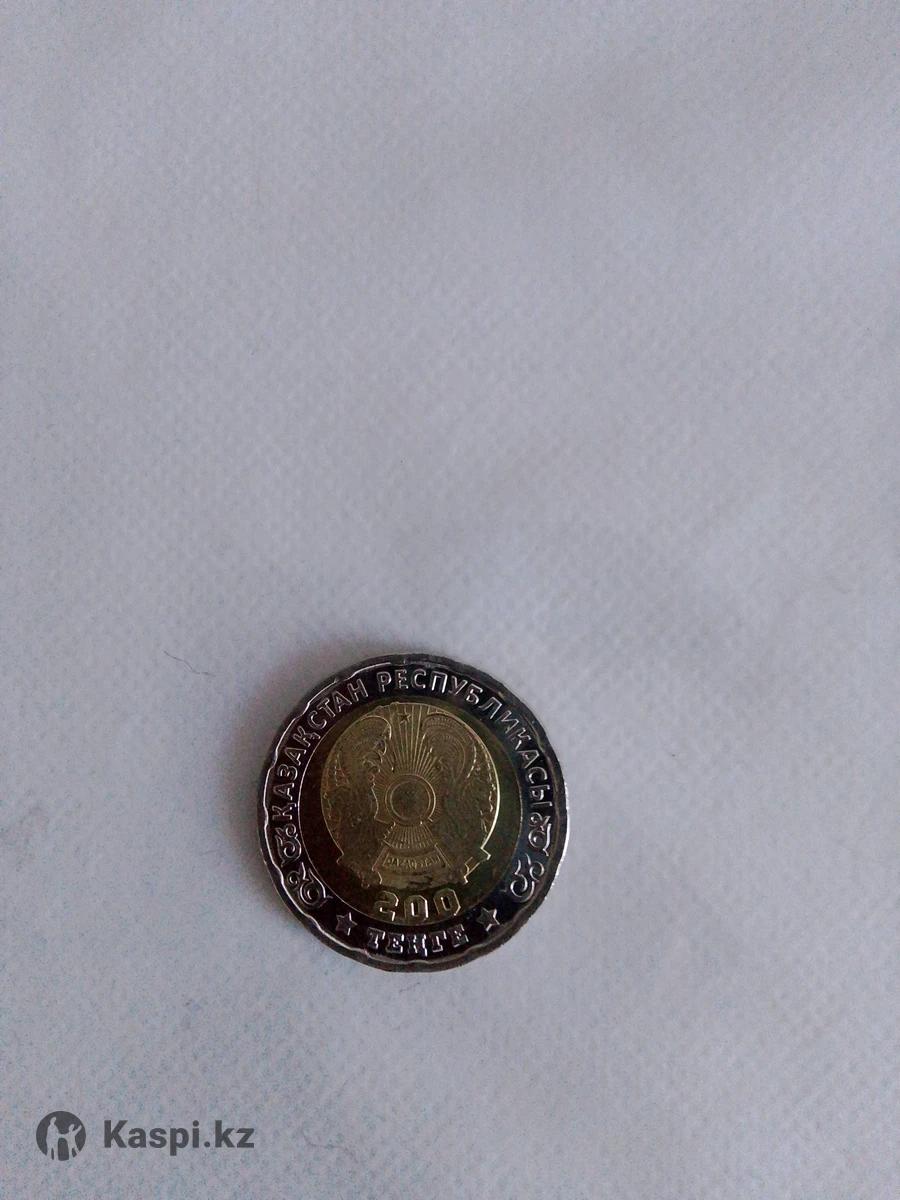 ҚАЗАҚСТАН РЕСПУБЛИКАСЫ
200
ТЕҢГЕ
Kaspi.kz